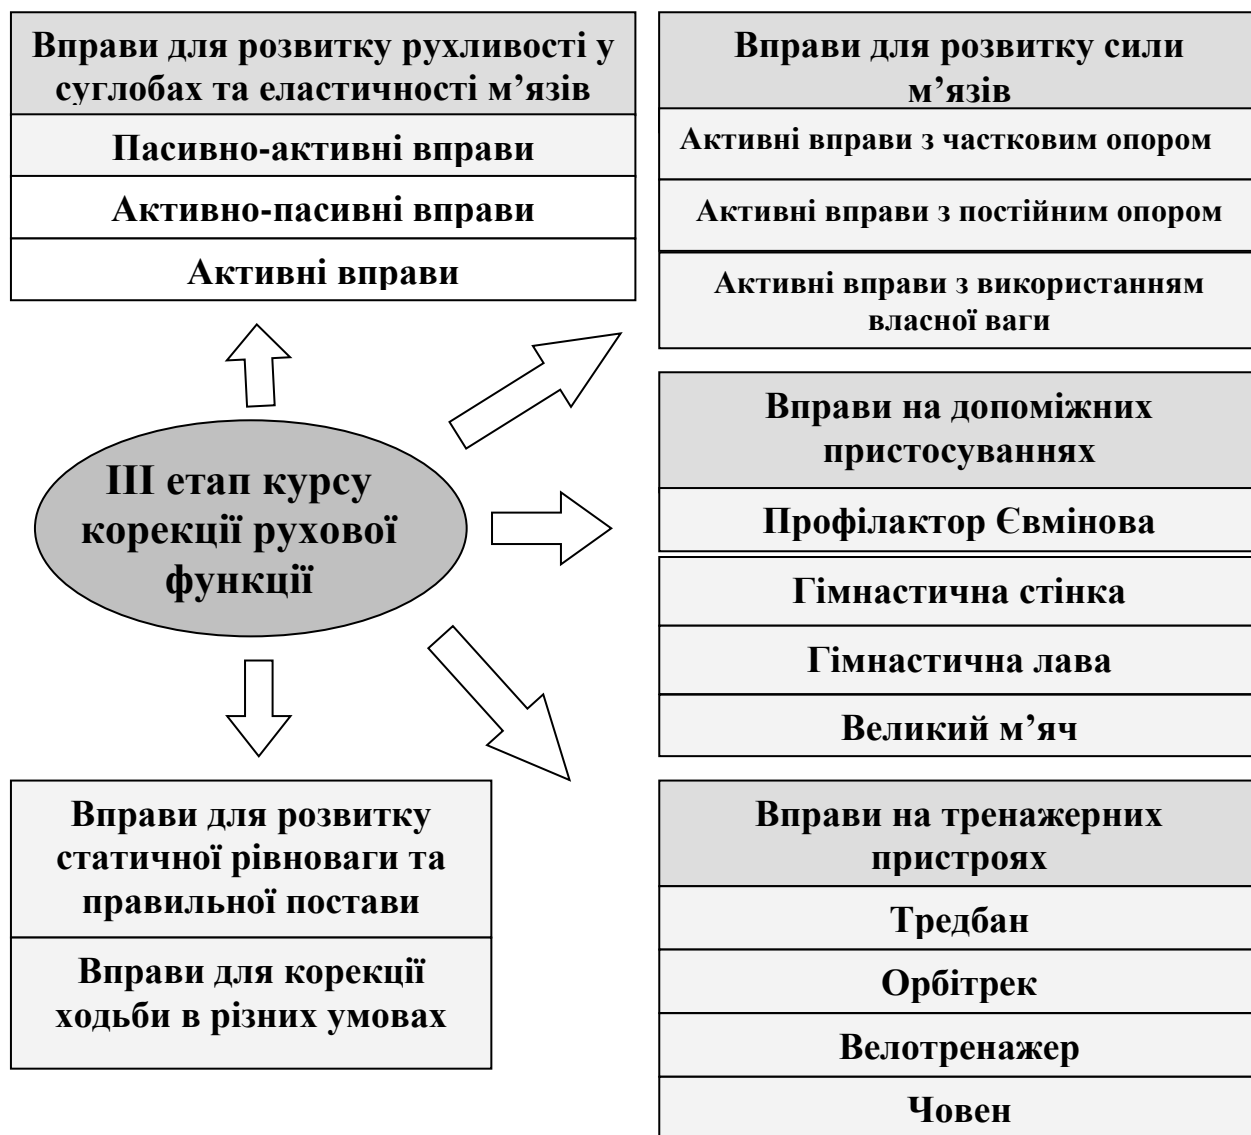 Вправи для розвитку рухливості у
суглобах та еластичності м’язів
Пасивно-активні вправи
Активно-пасивні вправи
Активні вправи
Вправи для розвитку сили
м’язів
Активні вправи з частковим опором
Активні вправи з постійним опором
Активні вправи з використанням
власної ваги
ІІІ етап курсу
корекції рухової
функції
Вправи на допоміжних
пристосуваннях
Профілактор Євмінова
Гімнастична стінка
Гімнастична лава
Великий м’яч
Вправи для розвитку
статичної рівноваги та
правильної постави
Вправи для корекції
ходьби в різних умовах
Вправи на тренажерних
пристроях
Тредбан
Орбітрек
Велотренажер
Човен